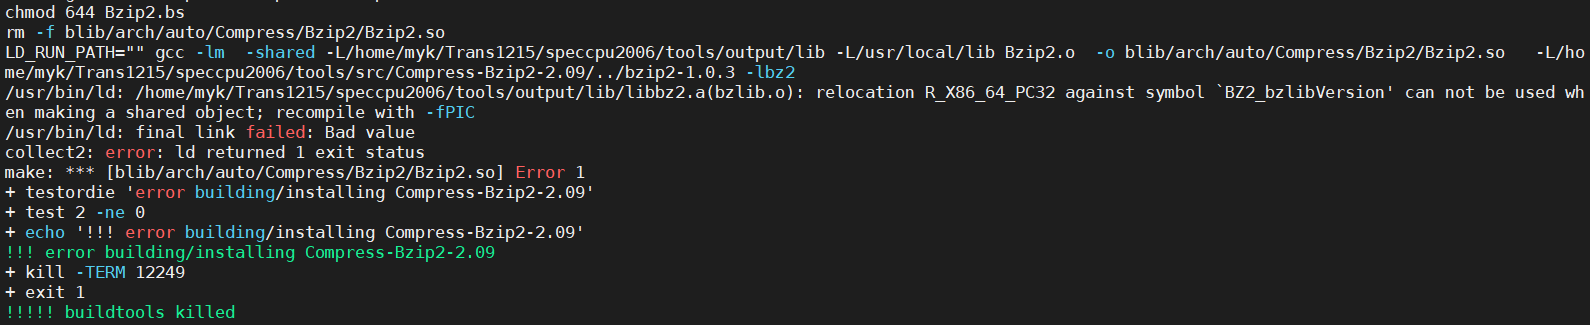 chmod 644 Bzip2.bs
rm -f blib/arch/auto/Compress/Bzip2/Bzip2.so
LD_RUN_PATH="" gcc -lm  -shared -L/home/myk/Trans1215/speccpu2006/tools/output/lib -L/usr/local/lib Bzip2.o  -o blib/arch/auto/Compress/Bzip2/Bzip2.so   -L/ho
me/myk/Trans1215/speccpu2006/tools/src/Compress-Bzip2-2.09/../bzip2-1.0.3 -lbz2
/usr/bin/ld: /home/myk/Trans1215/speccpu2006/tools/output/lib/libbz2.a(bzlib.o): relocation R_X86_64_PC32 against symbol `BZ2_bzlibVersion' can not be used wh
en making a shared object; recompile with -fPIC
/usr/bin/ld: final link failed: Bad value
collect2: error: ld returned 1 exit status
make: *** [blib/arch/auto/Compress/Bzip2/Bzip2.so] Error 1
+ testordie 'error building/installing Compress-Bzip2-2.09'
+ test 2 -ne 0
+ echo '!!! error building/installing Compress-Bzip2-2.09'
!!! error building/installing Compress-Bzip2-2.09
+ kill -TERM 12249
+ exit 1
!!!!! buildtools killed